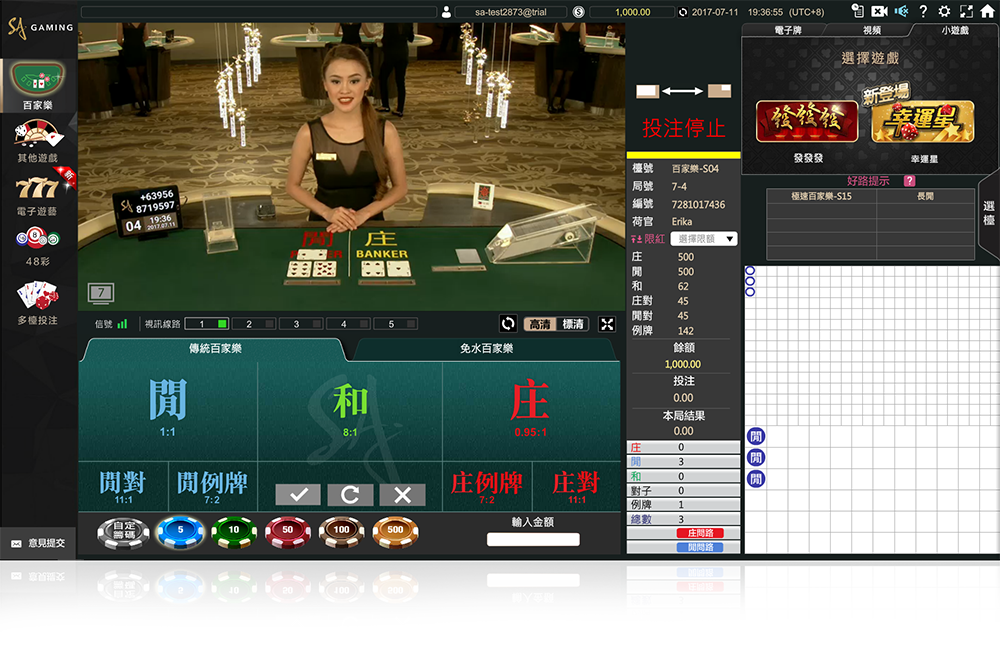 SA GAMING
sa-test2873@trial
1,000.00
2017-07-11 19:36:55 (UTC+8)
百家樂
其他遊戲
新
777
電子遊藝
48彩
多檯投注
意見提交
SA
+63956
8719597
04
19:36
2017.07.11
閒
庄
BANKER
7
信號
視訊線路
1
2
3
4
5
高清
標清
傳統百家樂
免水百家樂
閒
1:1
和
8:1
庄
0.95:1
閒對
11:1
閒例牌
7:2
庄例牌
7:2
庄對
11:1
自定
籌碼
5
10
50
100
500
輸入金額
投注停止
檯號 百家樂-S04
局號 7-4
編號 7281017436
荷官 Erika
限紅 選擇限額
庄 500
閒 500
和 62
庄對 45
閒對 45
例牌 142
餘額
1,000.00
投注
0.00
本局結果
0.00
庄 0
閒 3
和 0
對子 0
例牌 1
總數 3
庄問路
閒問路
電子牌
視頻
小遊戲
選擇遊戲
發發發
新登場
幸運星
發發發
幸運星
好路提示 ?
極速百家樂-S15 長閒
選檯
閒
閒
閒